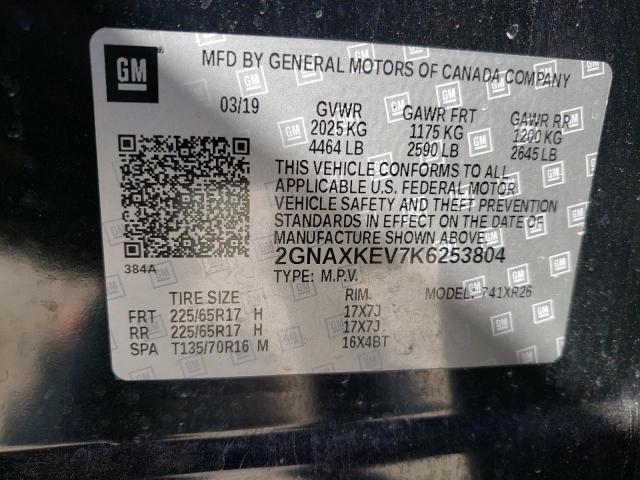 GM
MFD BY GENERAL MOTORS OF CANADA COMPANY
03/19 GVWR GAWR FRT GAWR RR
2025 KG 1175 KG 1200 KG
4464 LB 2590 LB 2645 LB
THIS VEHICLE CONFORMS TO ALL
APPLICABLE U.S. FEDERAL MOTOR
VEHICLE SAFETY AND THEFT PREVENTION
STANDARDS IN EFFECT ON THE DATE OF
MANUFACTURE SHOWN ABOVE.
2GNAXKEV7K6253804
384A
TYPE: M.P.V. MODEL: 741XR26
TIRE SIZE RIM
FRT 225/65R17 H 17X7J
RR 225/65R17 H 17X7J
SPA T135/70R16 M 16X4BT